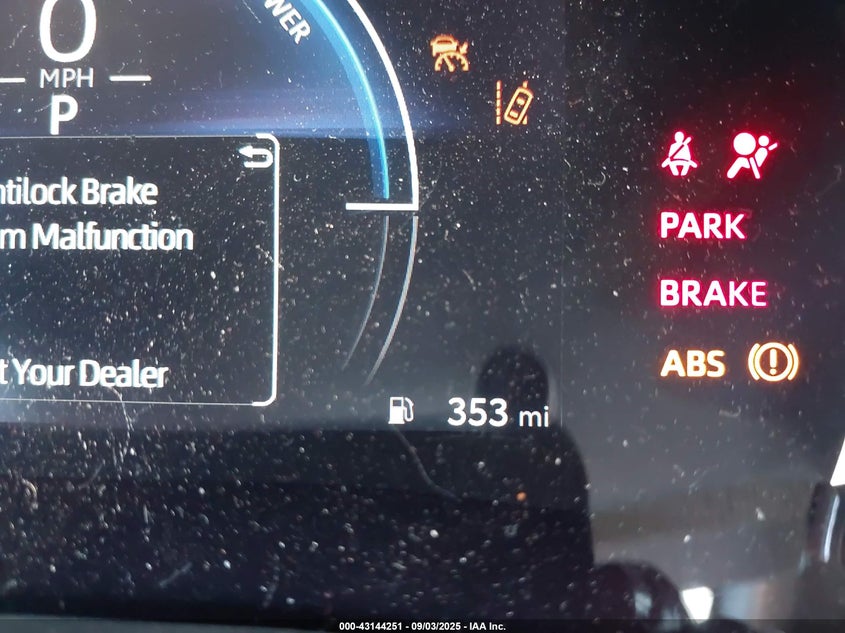 WER
0
MPH
P
ntilock Brake
m Malfunction
t Your Dealer
353 mi
PARK
BRAKE
ABS
000-43144251 - 09/03/2025 - IAA Inc.